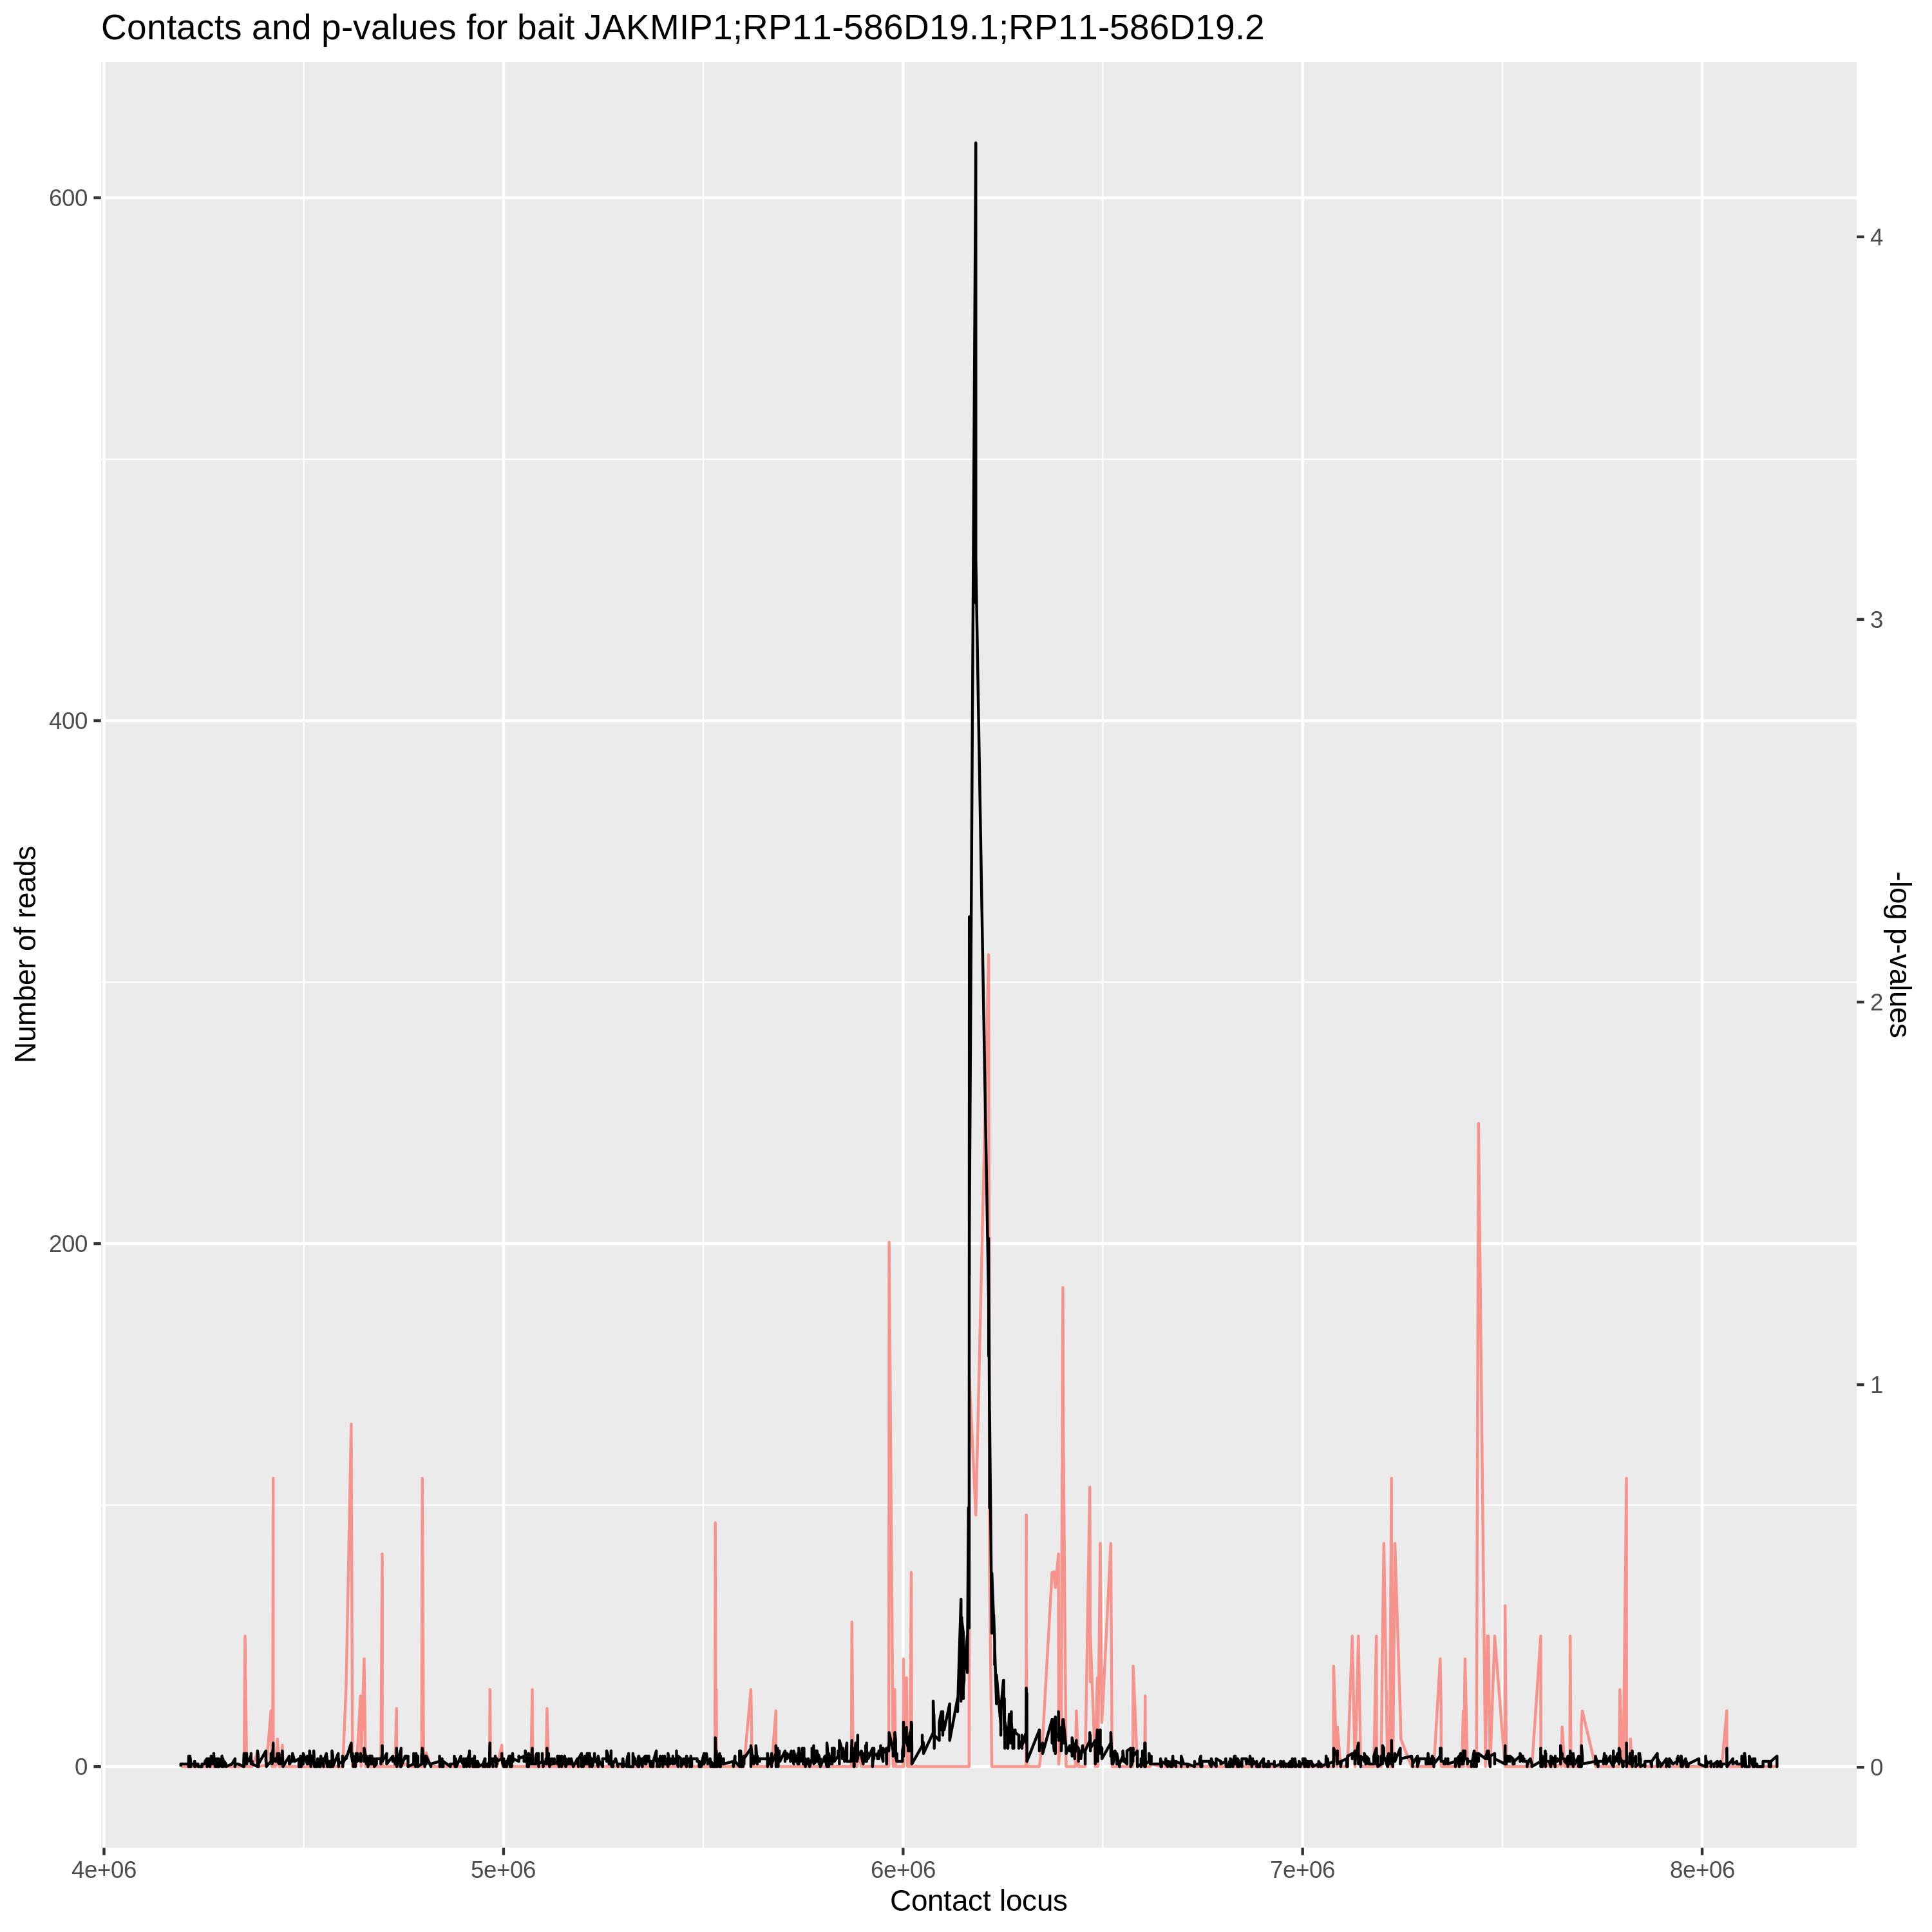 Contacts and p-values for bait JAKMIP1;RP11-586D19.1;RP11-586D19.2
Number of reads
600
400
200
0
4
3
2
1
0
-log p-values
4e+06
5e+06
6e+06
7e+06
8e+06
Contact locus